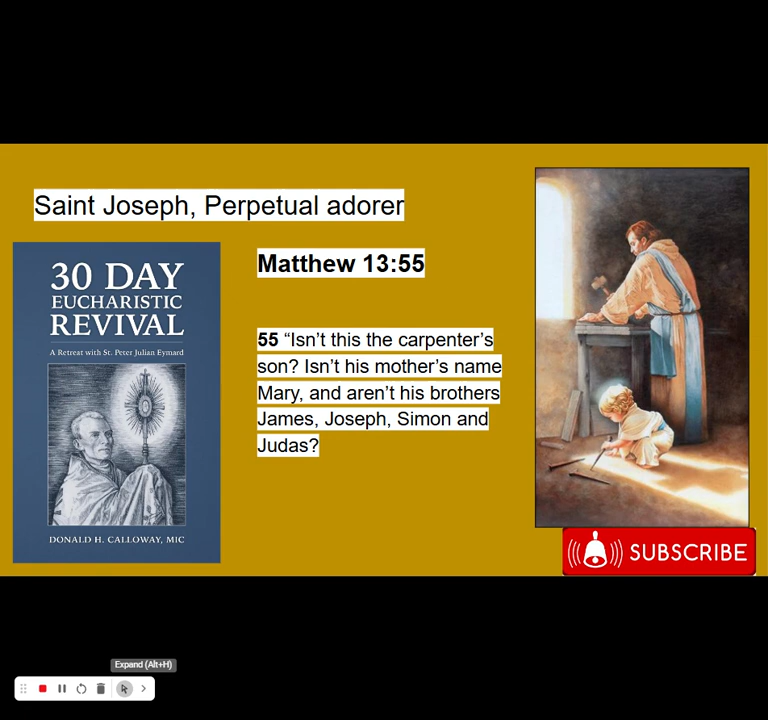 Saint Joseph, Perpetual adorer
30 DAY
EUCHARISTIC
REVIVAL
A Retreat with St. Peter Julian Eymard
DONALD H. CALLOWAY, MIC
Matthew 13:55
55 “Isn’t this the carpenter’s
son? Isn’t his mother’s name
Mary, and aren’t his brothers
James, Joseph, Simon and
Judas?
SUBSCRIBE
Expand (Alt+H)